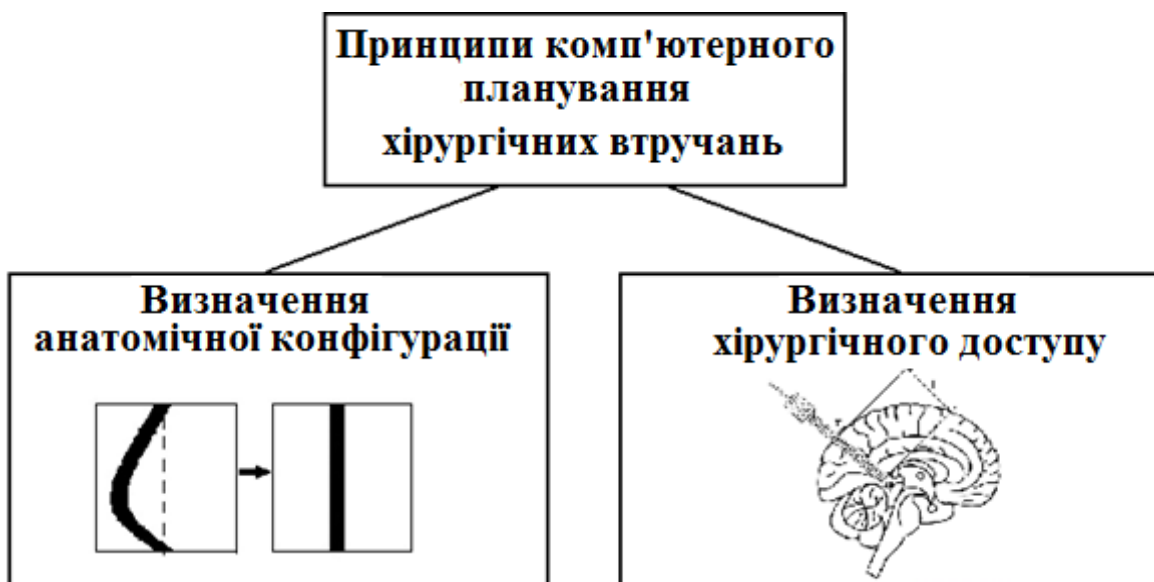 Принципи комп'ютерного
планування
хірургічних втручань
Визначення
анатомічної конфігурації
Визначення
хірургічного доступу